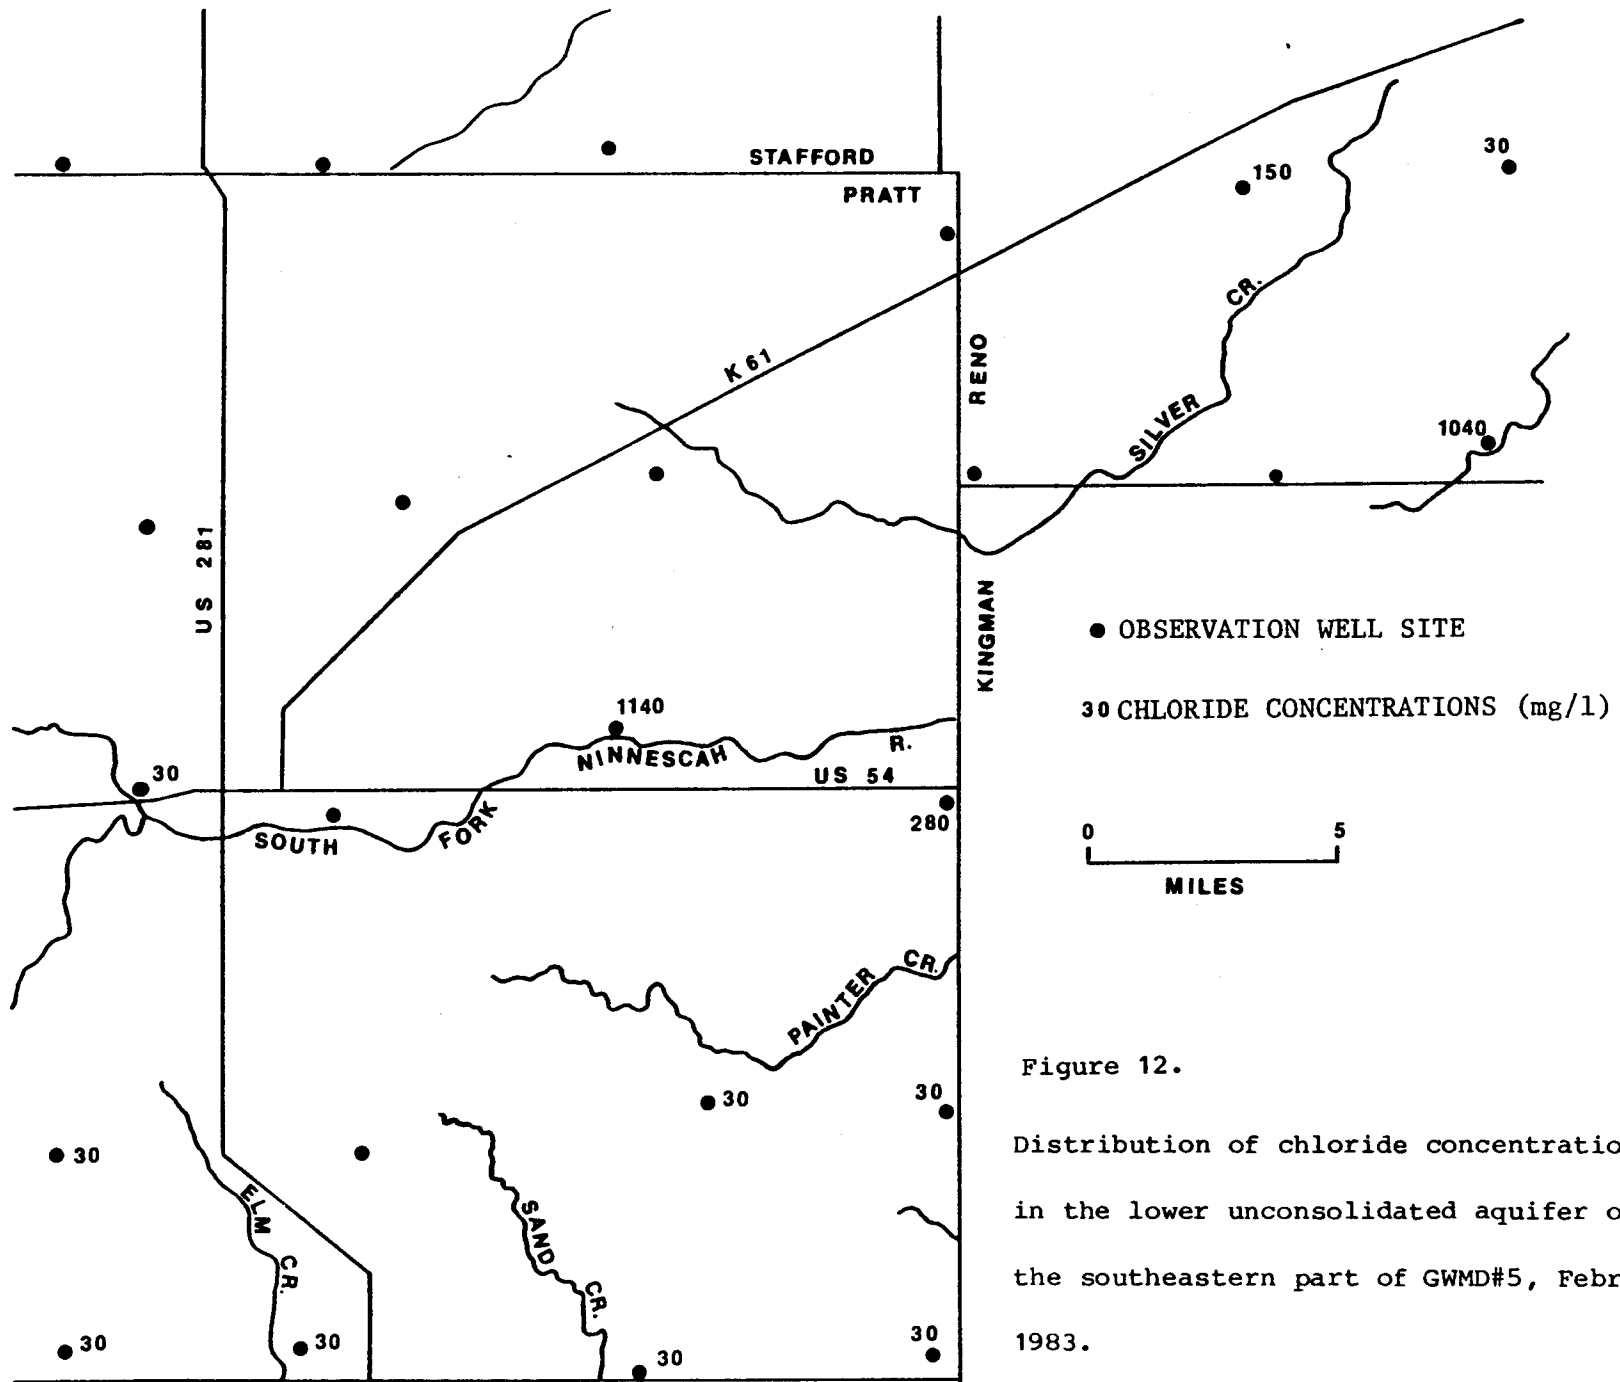 STAFFORD
PRATT
30
150
CR.
K 61
RENO
SILVER
1040
US 281
KINGMAN
● OBSERVATION WELL SITE
30 CHLORIDE CONCENTRATIONS (mg/l)
1140
NINNESCAH
R.
30
US 54
SOUTH
FORK
280
0 5
MILES
CR.
PAINTER
Figure 12.
30
30
Distribution of chloride concentratio
30
in the lower unconsolidated aquifer o
ELM
CR.
SAND
CR.
the southeastern part of GWMD#5, Febr
1983.
30
30
30
30